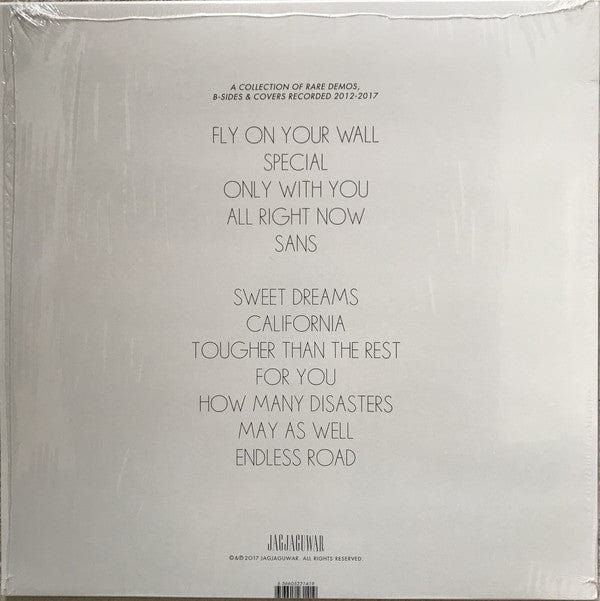 A COLLECTION OF RARE DEMOS,
B-SIDES & COVERS RECORDED 2012-2017
FLY ON YOUR WALL
SPECIAL
ONLY WITH YOU
ALL RIGHT NOW
SANS
SWEET DREAMS
CALIFORNIA
TOUGHER THAN THE REST
FOR YOU
HOW MANY DISASTERS
MAY AS WELL
ENDLESS ROAD
JAGJAGUWAR
©&℗ 2017 JAGJAGUWAR. ALL RIGHTS RESERVED.